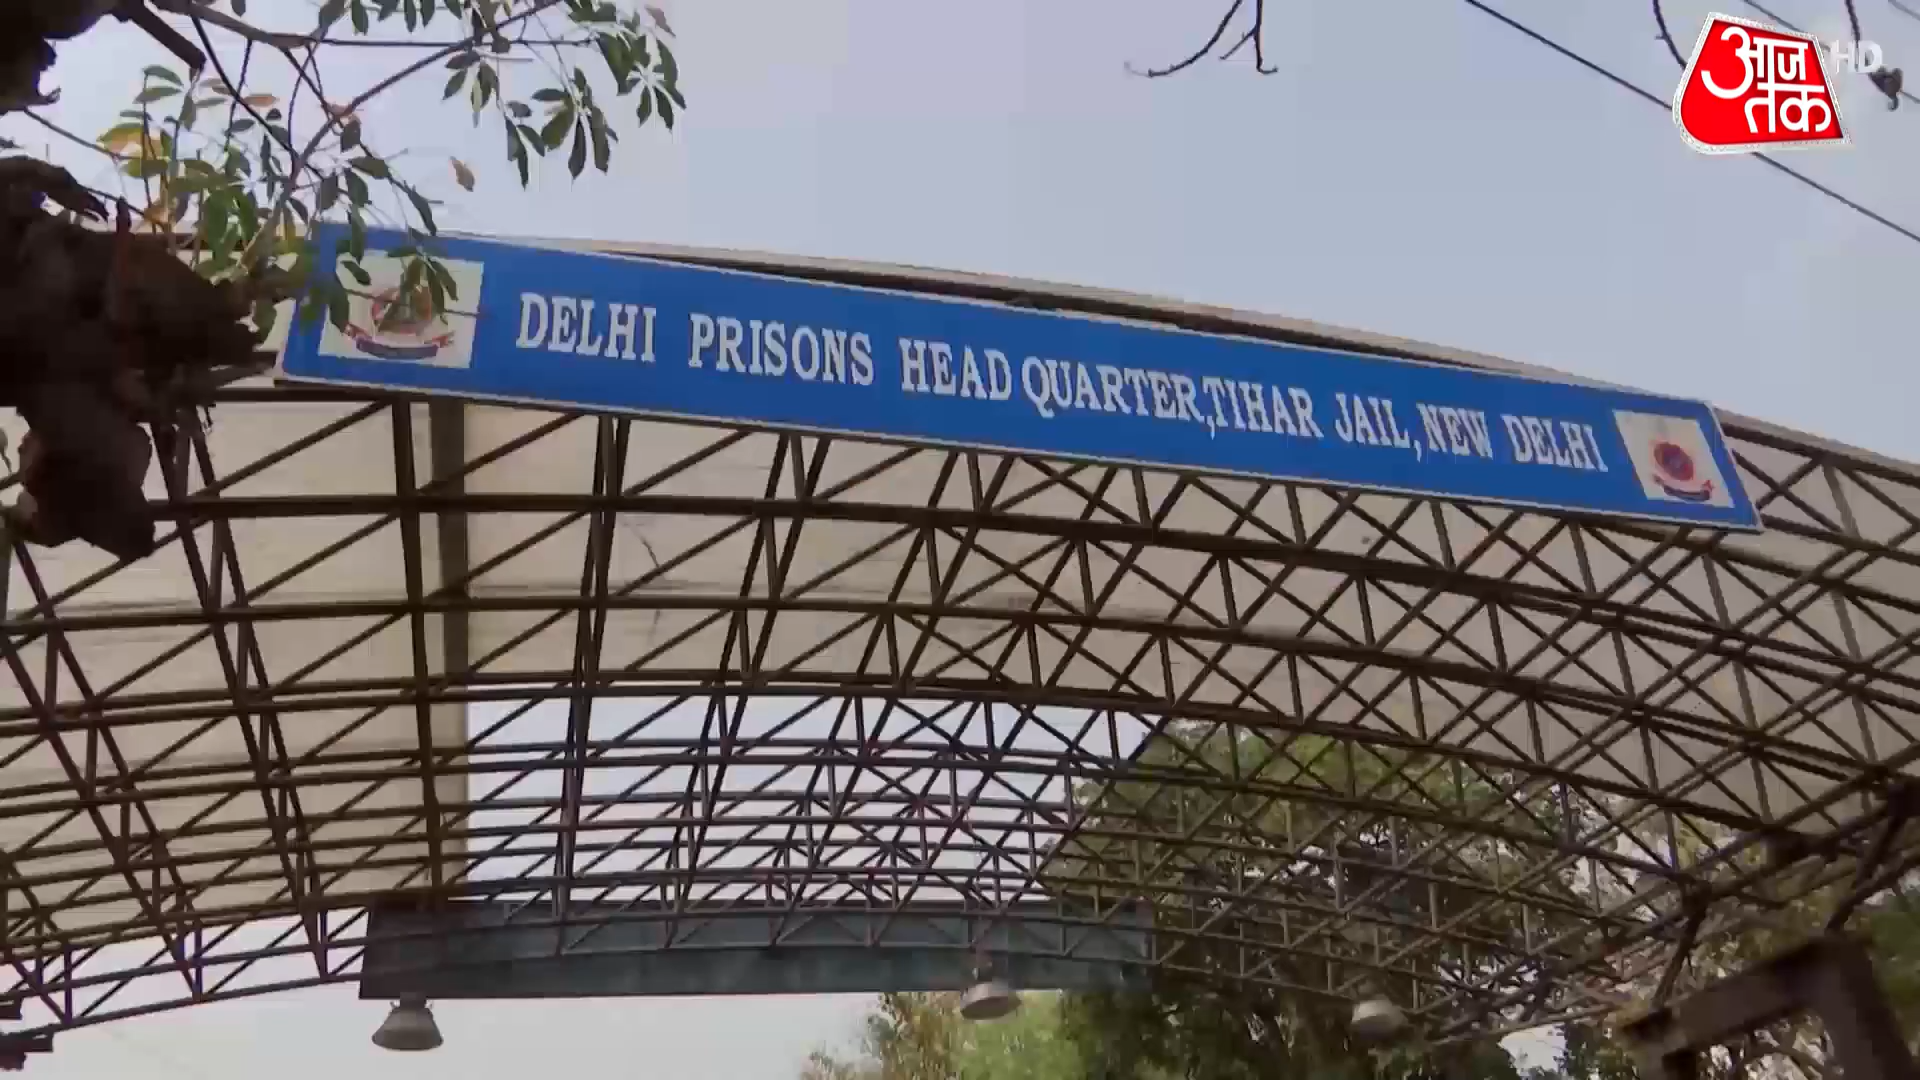 आज
तक
HD
DELHI PRISONS HEAD QUARTER,TIHAR JAIL,NEW DELHI